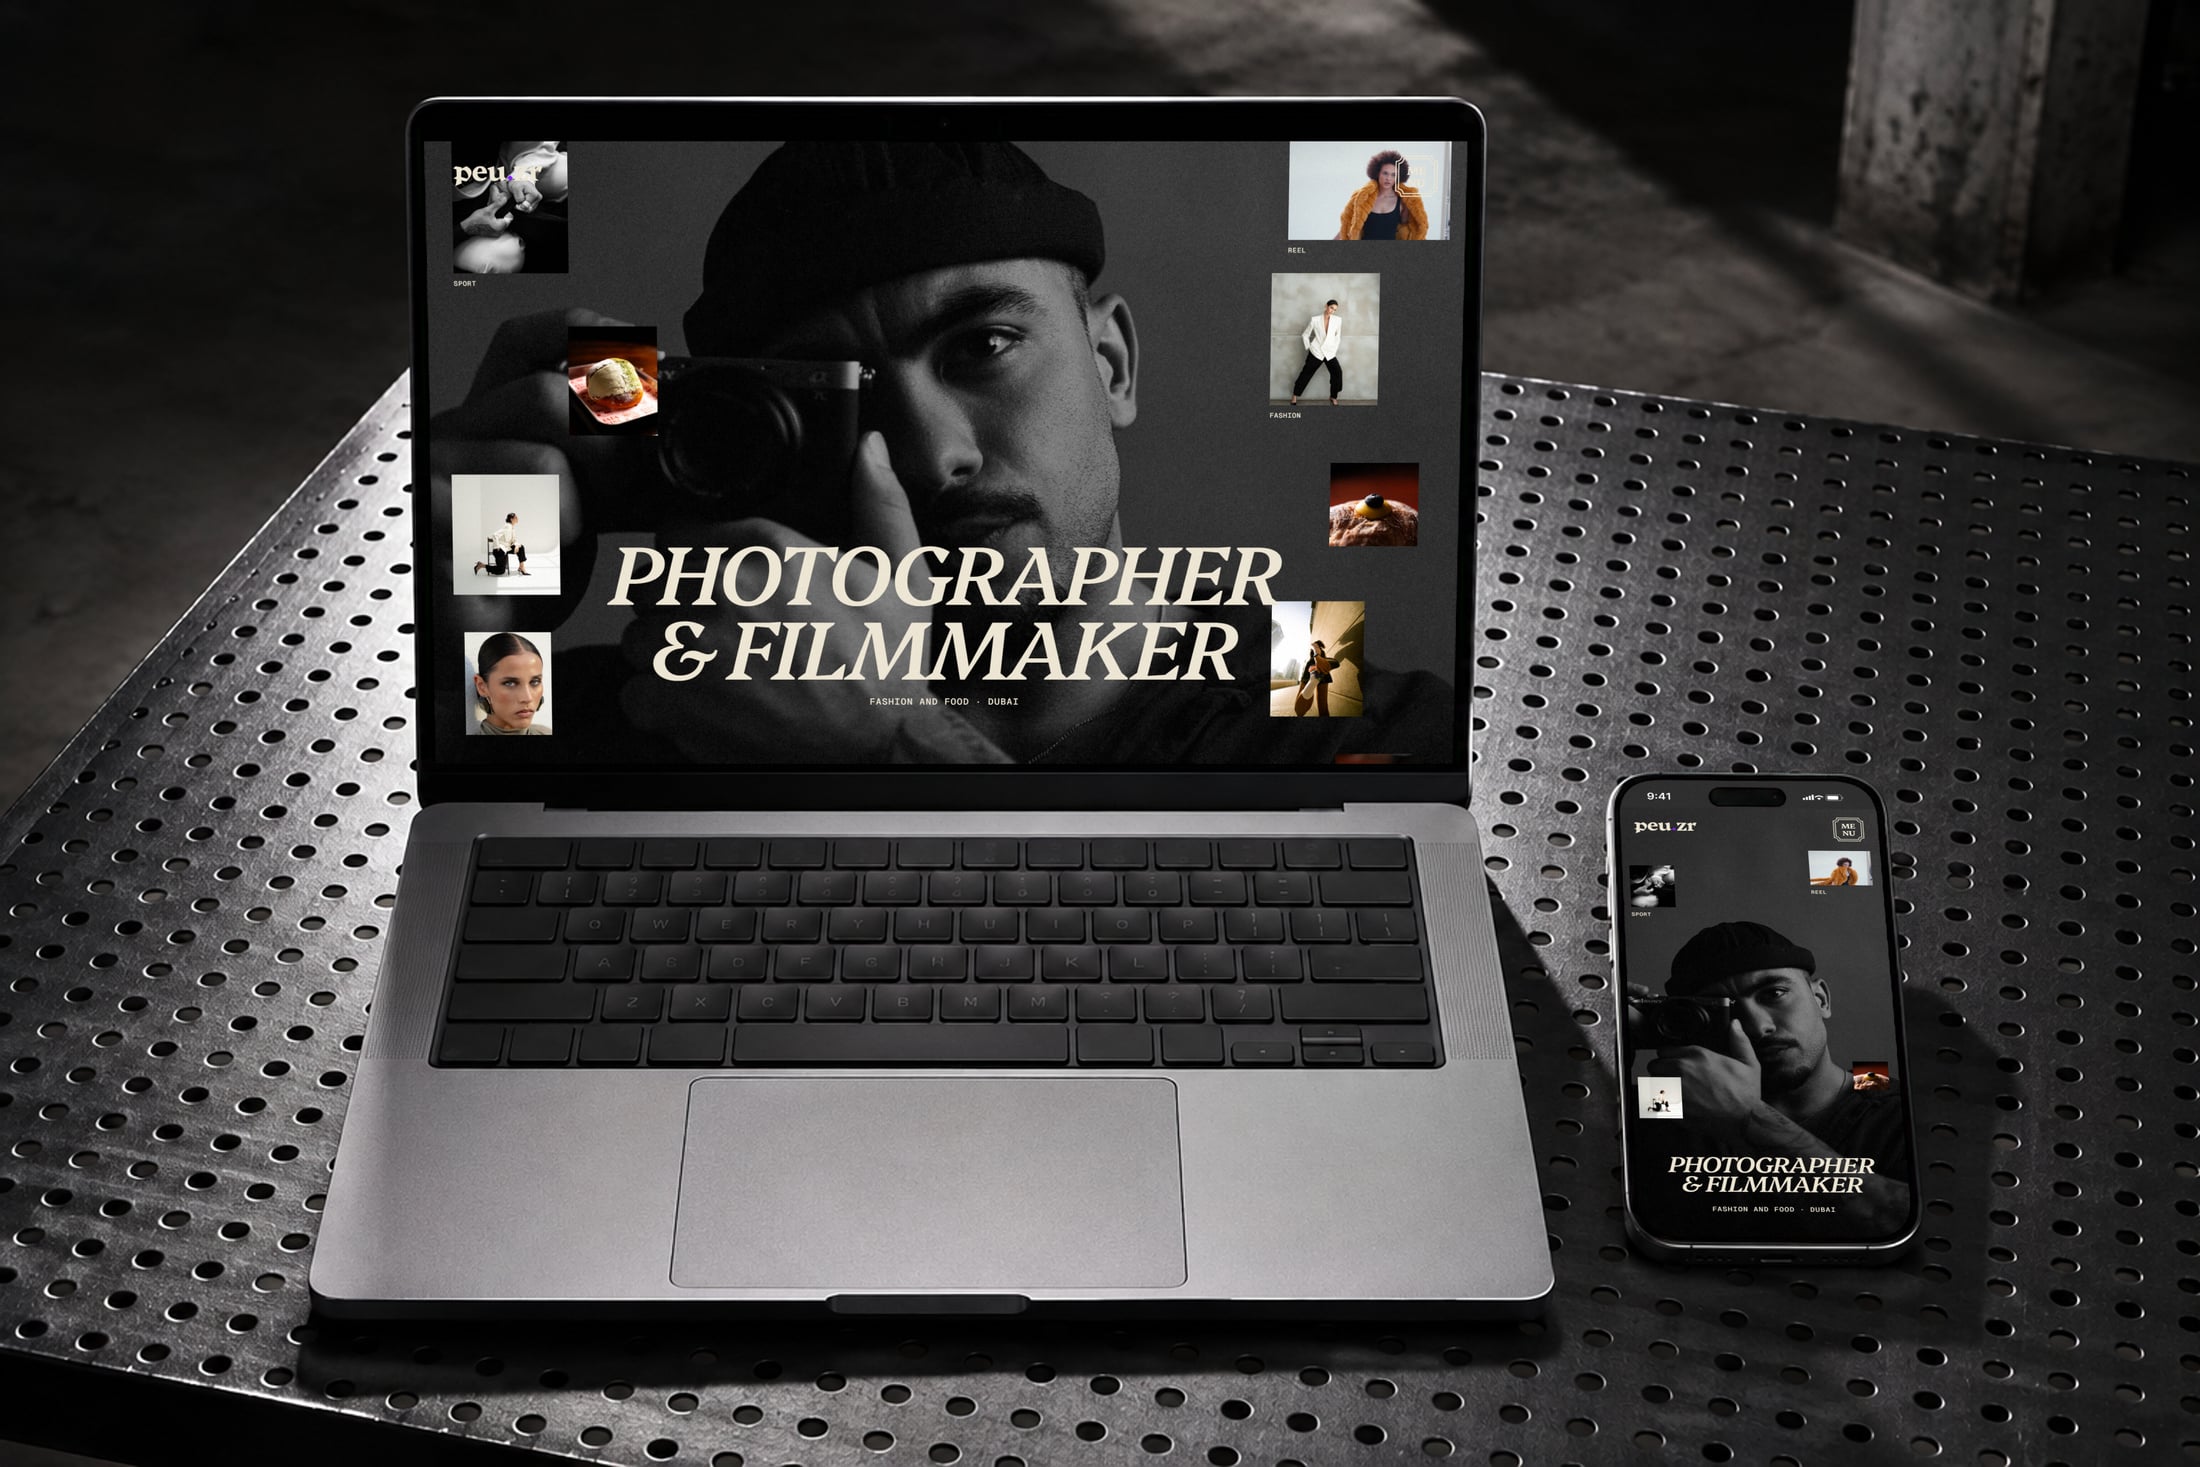 peu.zr
SPORT
REEL
FASHION
PHOTOGRAPHER
& FILMMAKER
FASHION AND FOOD · DUBAI
9:41
peu.zr
ME
NU
SPORT
REEL
PHOTOGRAPHER
& FILMMAKER
FASHION AND FOOD · DUBAI